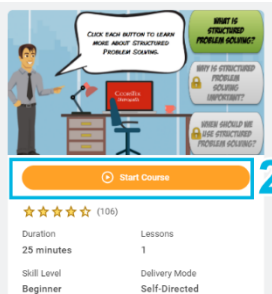 CLICK EACH BUTTON TO LEARN
MORE ABOUT STRUCTURED
PROBLEM SOLVING.
WHAT IS
STRUCTURED
PROBLEM SOLVING?
WHY IS STRUCTURED
PROBLEM
SOLVING
IMPORTANT?
WHEN SHOULD WE
USE STRUCTURED
PROBLEM SOLVING?
Start Course
2
(106)
Duration
Lessons
25 minutes
1
Skill Level
Delivery Mode
Beginner
Self-Directed